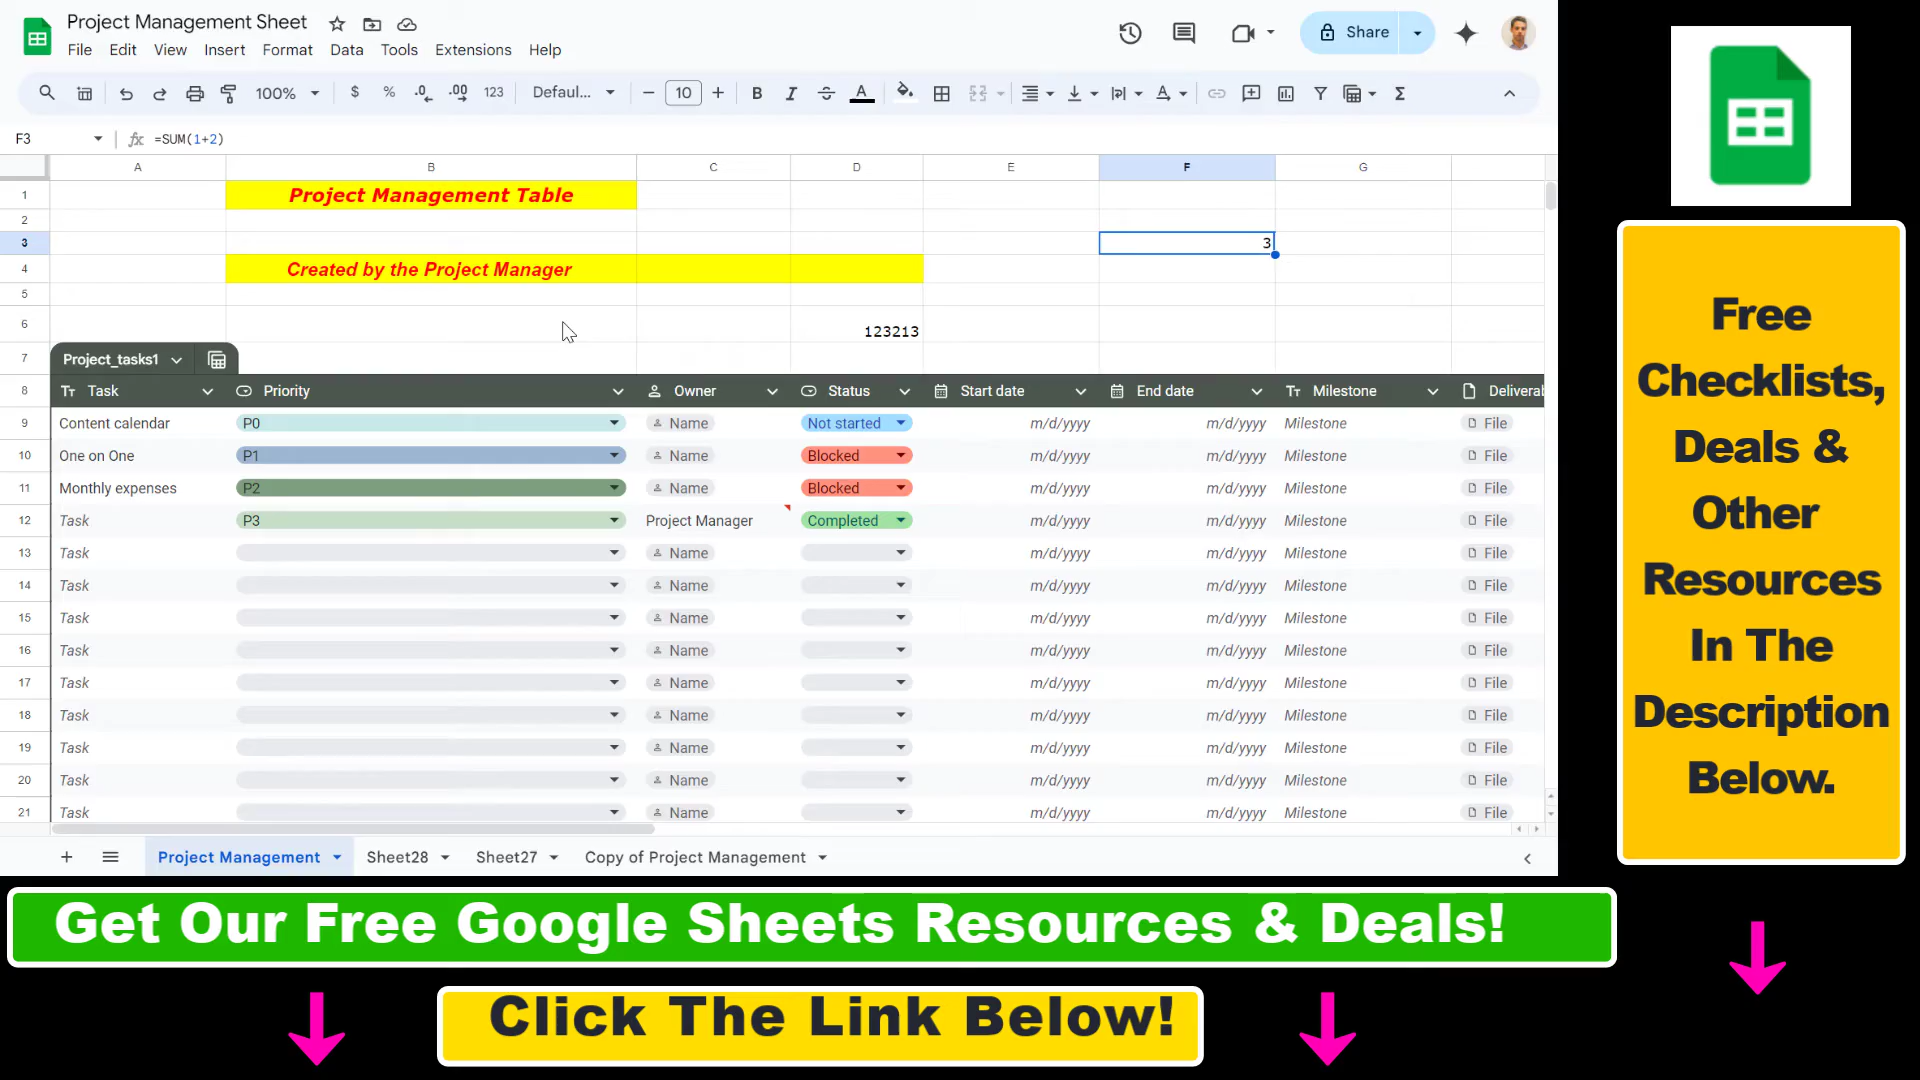 Project Management Sheet
File Edit View Insert Format Data Tools Extensions Help
Share
100% $ % .0 .00 123 Defaul... − 10 + B I A Σ
F3 fx =SUM(1+2)
A B C D E F G
1 Project Management Table
2
3 3
4 Created by the Project Manager
5
6 123213
7 Project_tasks1
8 Task Priority Owner Status Start date End date Milestone Deliverab
9 Content calendar P0 Name Not started m/d/yyyy m/d/yyyy Milestone File
10 One on One P1 Name Blocked m/d/yyyy m/d/yyyy Milestone File
11 Monthly expenses P2 Name Blocked m/d/yyyy m/d/yyyy Milestone File
12 Task P3 Project Manager Completed m/d/yyyy m/d/yyyy Milestone File
13 Task Name m/d/yyyy m/d/yyyy Milestone File
14 Task Name m/d/yyyy m/d/yyyy Milestone File
15 Task Name m/d/yyyy m/d/yyyy Milestone File
16 Task Name m/d/yyyy m/d/yyyy Milestone File
17 Task Name m/d/yyyy m/d/yyyy Milestone File
18 Task Name m/d/yyyy m/d/yyyy Milestone File
19 Task Name m/d/yyyy m/d/yyyy Milestone File
20 Task Name m/d/yyyy m/d/yyyy Milestone File
21 Task Name m/d/yyyy m/d/yyyy Milestone File
Project Management Sheet28 Sheet27 Copy of Project Management
Free
Checklists,
Deals &
Other
Resources
In The
Description
Below.
Get Our Free Google Sheets Resources & Deals!
Click The Link Below!